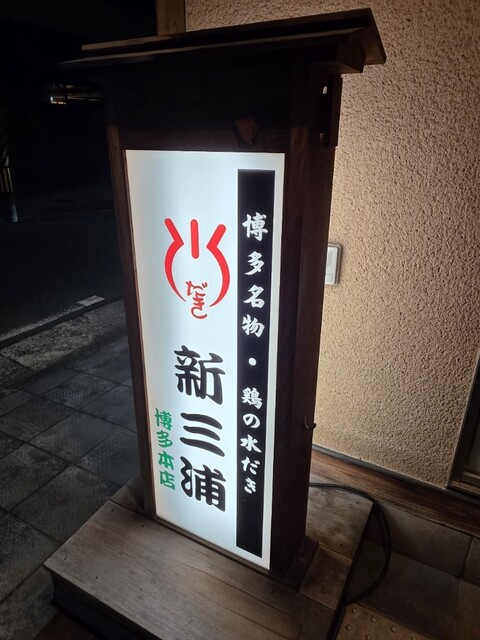 博多名物・鶏の水だき
水だき
新三浦
博多本店